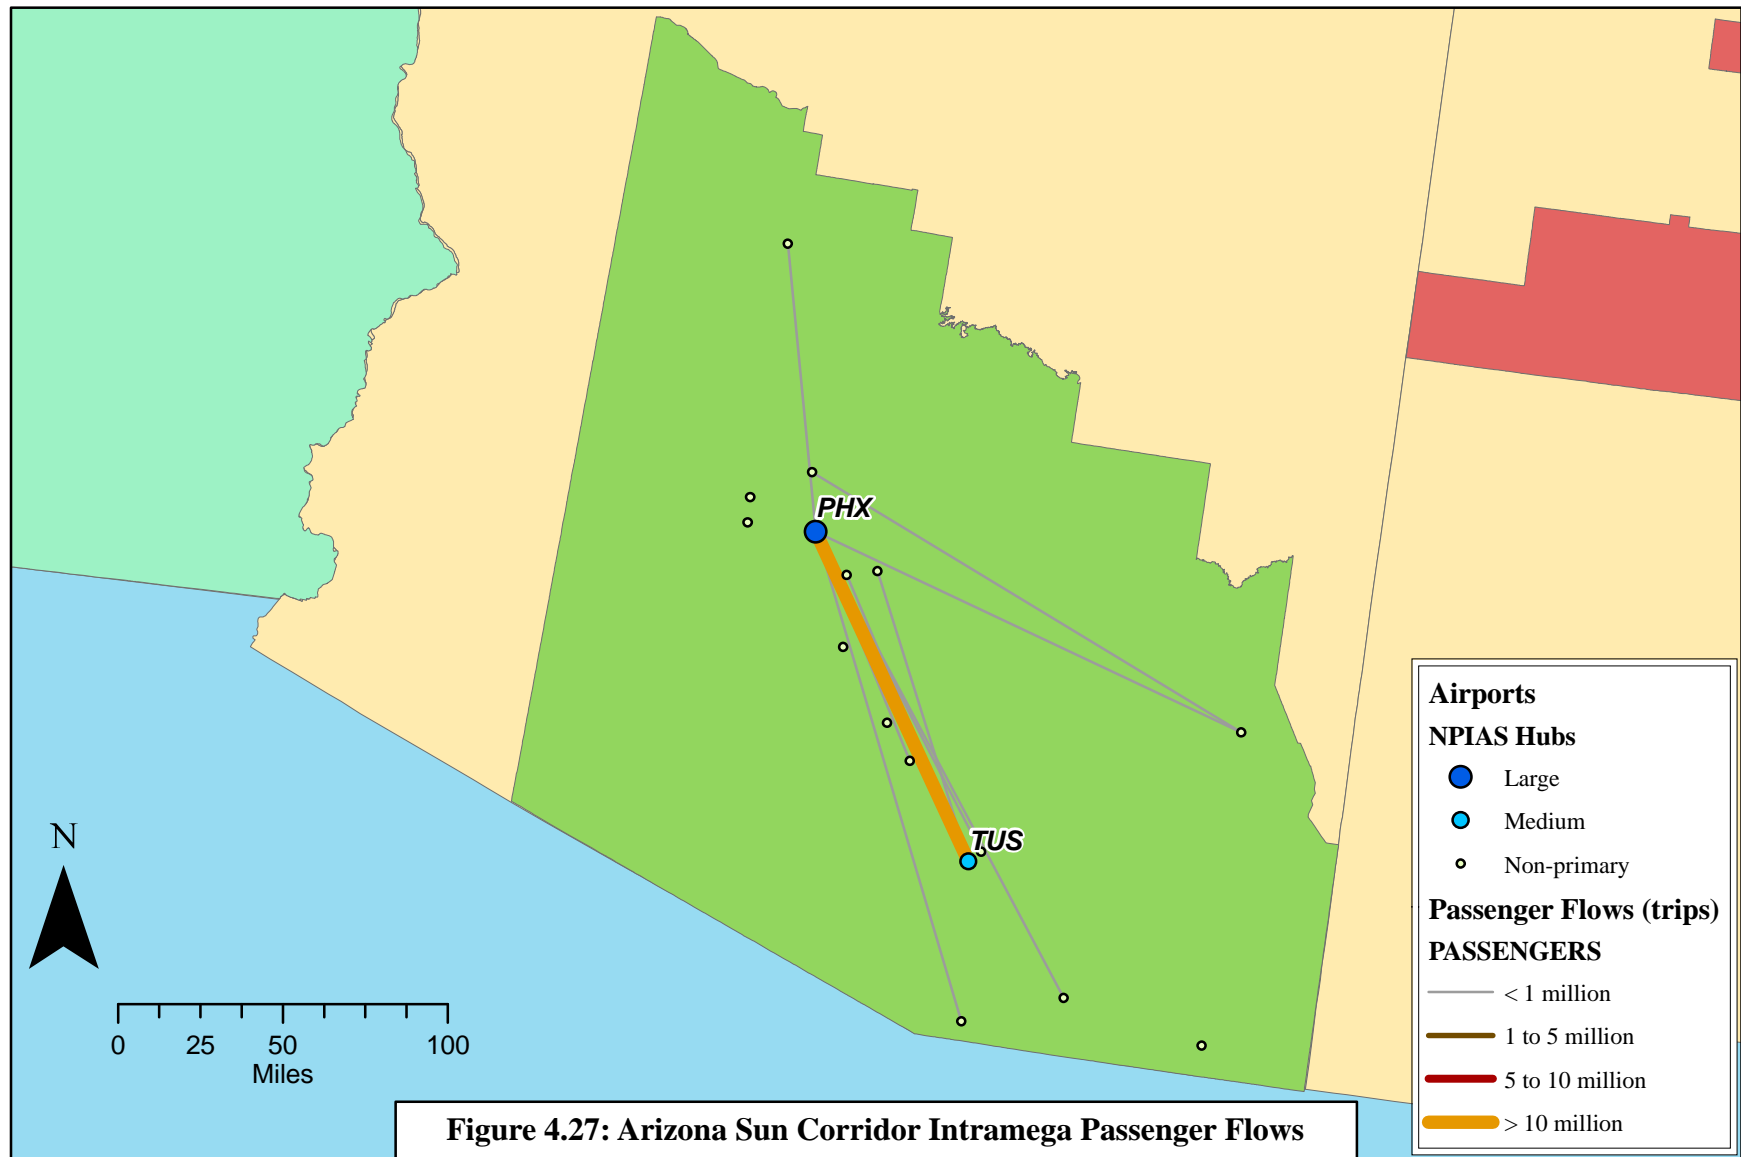 PHX
TUS
N
0 25 50 100
Miles
Airports
NPIAS Hubs
Large
Medium
Non-primary
Passenger Flows (trips)
PASSENGERS
< 1 million
1 to 5 million
5 to 10 million
> 10 million
Figure 4.27: Arizona Sun Corridor Intramega Passenger Flows